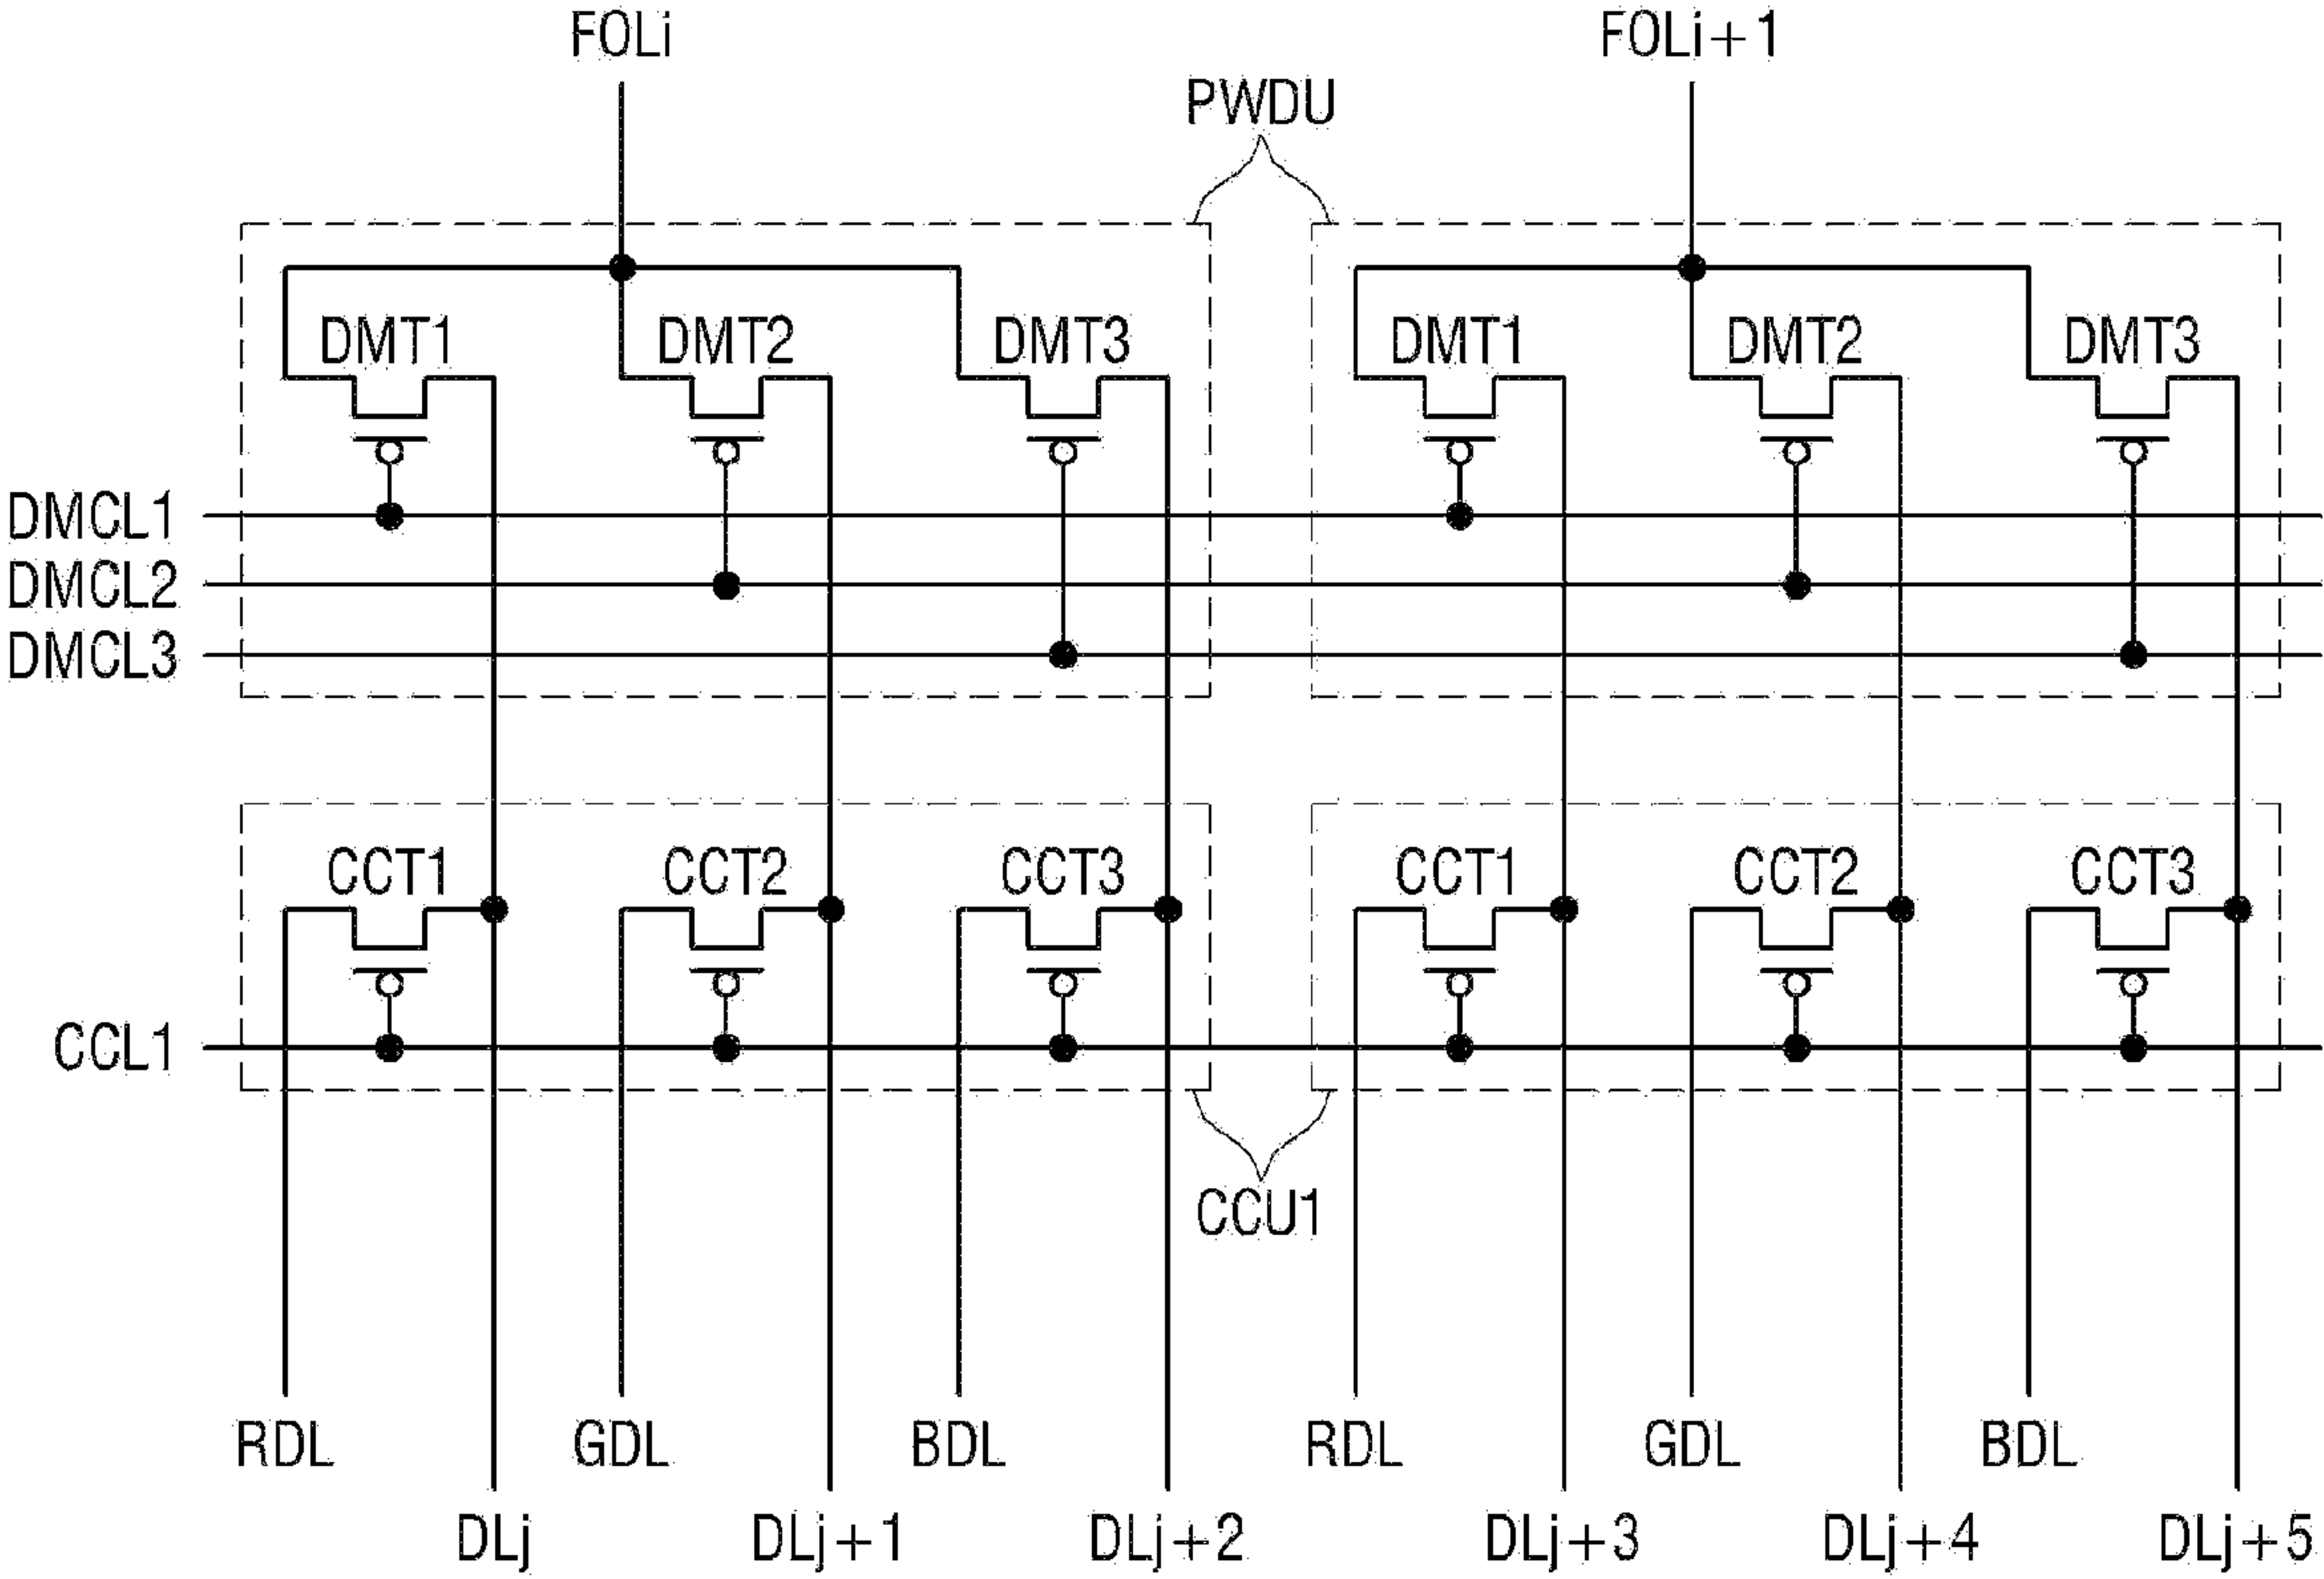 FOLi FOLi+1
PWDU
DMT1 DMT2 DMT3 DMT1 DMT2 DMT3
DMCL1
DMCL2
DMCL3
CCT1 CCT2 CCT3 CCT1 CCT2 CCT3
CCL1
CCU1
RDL GDL BDL RDL GDL BDL
DLj DLj+1 DLj+2 DLj+3 DLj+4 DLj+5